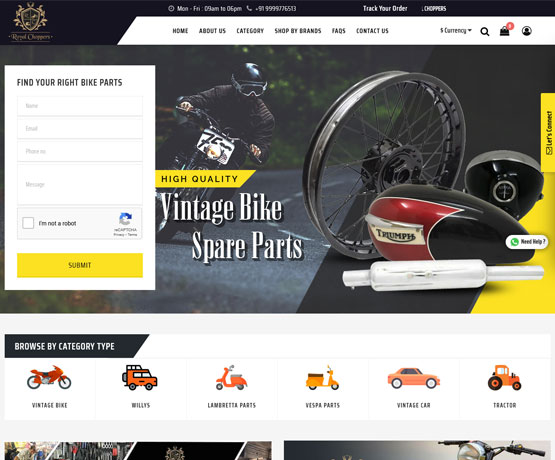 Mon - Fri : 09am to 06pm +91 9999776513 Track Your Order .CHOPPERS
Royal Choppers
HOME ABOUT US CATEGORY SHOP BY BRANDS FAQS CONTACT US $ Currency 0
FIND YOUR RIGHT BIKE PARTS
Name
Email
Phone no.
Message
I'm not a robot
reCAPTCHA
Privacy - Terms
SUBMIT
HIGH QUALITY
Vintage Bike
Spare Parts
TRIUMPH
Let's Connect
Need Help ?
BROWSE BY CATEGORY TYPE
VINTAGE BIKE WILLYS LAMBRETTA PARTS VESPA PARTS VINTAGE CAR TRACTOR